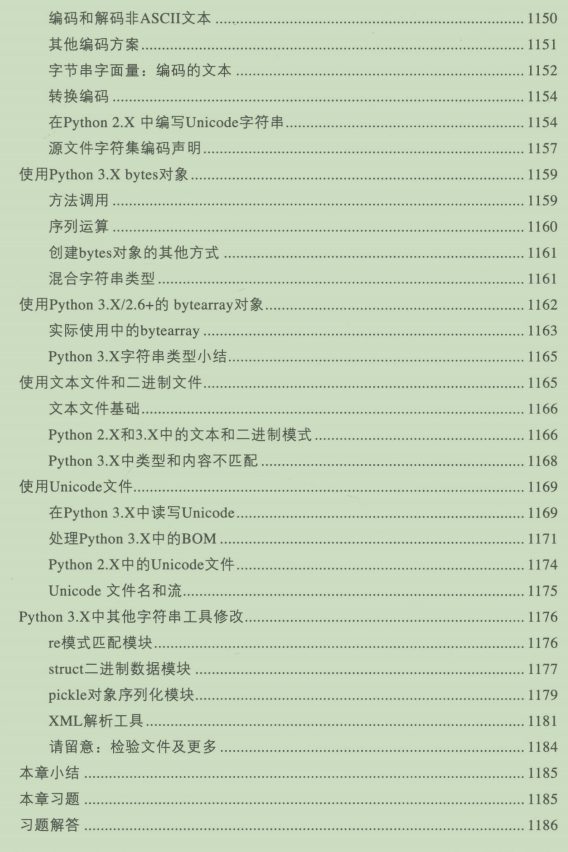 编码和解码非ASCII文本 ........ 1150
其他编码方案 ........ 1151
字节串字面量：编码的文本 ........ 1152
转换编码 ........ 1154
在Python 2.X 中编写Unicode字符串 ........ 1154
源文件字符集编码声明 ........ 1157
使用Python 3.X bytes对象 ........ 1159
方法调用 ........ 1159
序列运算 ........ 1160
创建bytes对象的其他方式 ........ 1161
混合字符串类型 ........ 1161
使用Python 3.X/2.6+的 bytearray对象 ........ 1162
实际使用中的bytearray ........ 1163
Python 3.X字符串类型小结 ........ 1165
使用文本文件和二进制文件 ........ 1165
文本文件基础 ........ 1166
Python 2.X和3.X中的文本和二进制模式 ........ 1166
Python 3.X中类型和内容不匹配 ........ 1168
使用Unicode文件 ........ 1169
在Python 3.X中读写Unicode ........ 1169
处理Python 3.X中的BOM ........ 1171
Python 2.X中的Unicode文件 ........ 1174
Unicode 文件名和流 ........ 1175
Python 3.X中其他字符串工具修改 ........ 1176
re模式匹配模块 ........ 1176
struct二进制数据模块 ........ 1177
pickle对象序列化模块 ........ 1179
XML解析工具 ........ 1181
请留意：检验文件及更多 ........ 1184
本章小结 ........ 1185
本章习题 ........ 1185
习题解答 ........ 1186